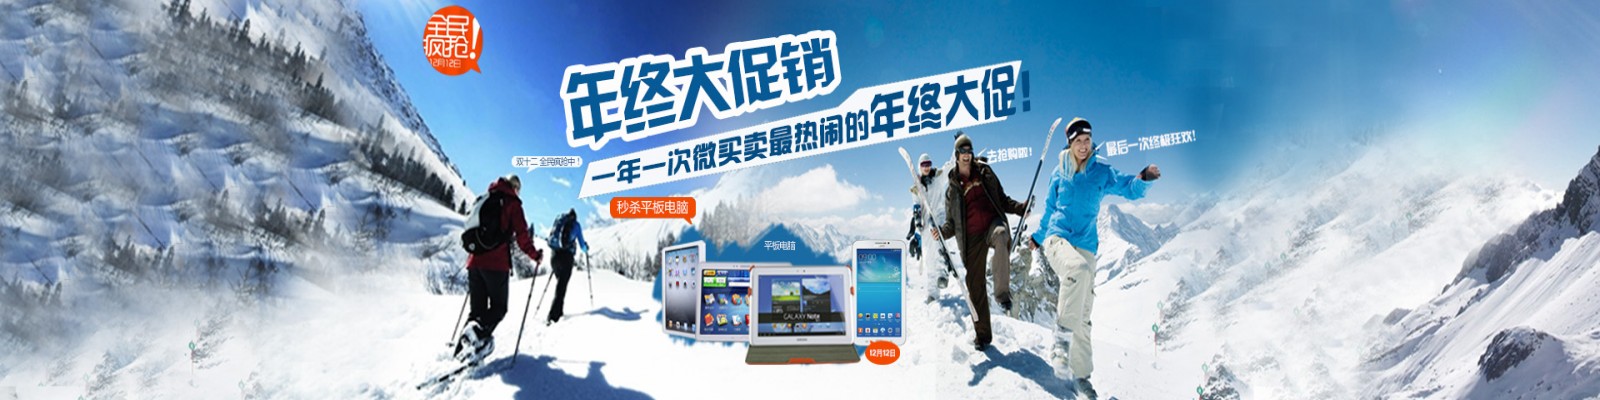 全民
疯抢!
12月12日
年终大促销
一年一次微买卖最热闹的年终大促!
双十二 全民疯抢中!
去抢购啦!
最后一次终极狂欢!
秒杀平板电脑
平板电脑
GALAXY Note
SAMSUNG
12月12日